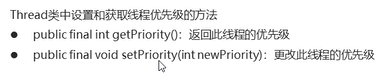 Thread类中设置和获取线程优先级的方法
● public final int getPriority()：返回此线程的优先级
● public final void setPriority(int newPriority)：更改此线程的优先级